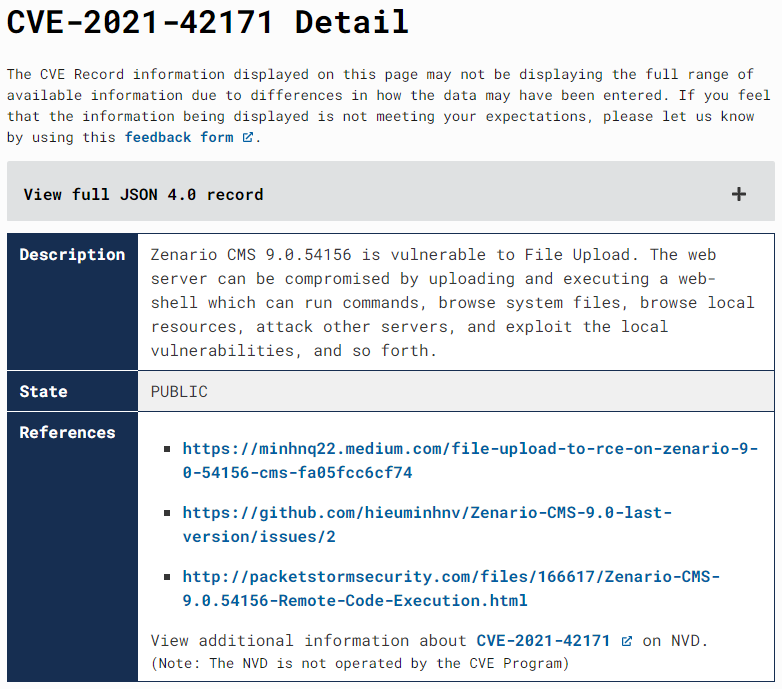 CVE-2021-42171 Detail
The CVE Record information displayed on this page may not be displaying the full range of
available information due to differences in how the data may have been entered. If you feel
that the information being displayed is not meeting your expectations, please let us know
by using this feedback form.
View full JSON 4.0 record +
Description
Zenario CMS 9.0.54156 is vulnerable to File Upload. The web
server can be compromised by uploading and executing a web-
shell which can run commands, browse system files, browse local
resources, attack other servers, and exploit the local
vulnerabilities, and so forth.
State
PUBLIC
References
https://minhnq22.medium.com/file-upload-to-rce-on-zenario-9-
0-54156-cms-fa05fcc6cf74
https://github.com/hieuminhnv/Zenario-CMS-9.0-last-
version/issues/2
http://packetstormsecurity.com/files/166617/Zenario-CMS-
9.0.54156-Remote-Code-Execution.html
View additional information about CVE-2021-42171 on NVD.
(Note: The NVD is not operated by the CVE Program)